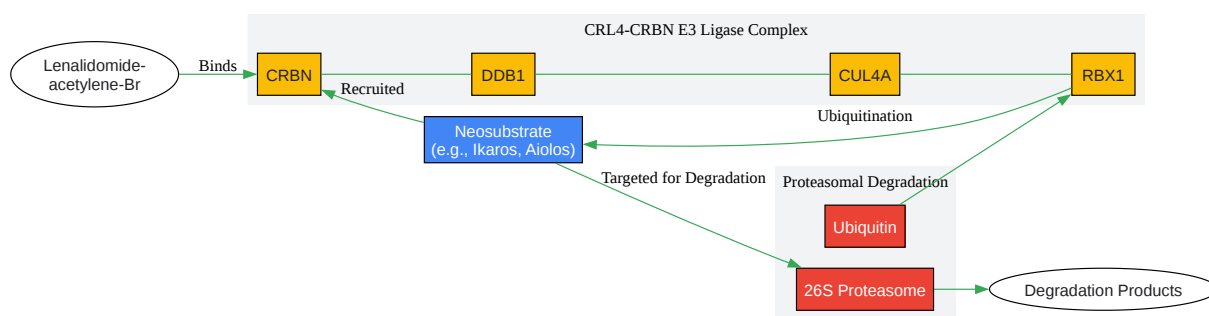 CRL4-CRBN E3 Ligase Complex
Lenalidomide-
acetylene-Br
Binds
CRBN
DDB1
CUL4A
RBX1
Recruited
Ubiquitination
Neosubstrate
(e.g., Ikaros, Aiolos)
Targeted for Degradation
Proteasomal Degradation
Ubiquitin
26S Proteasome
Degradation Products